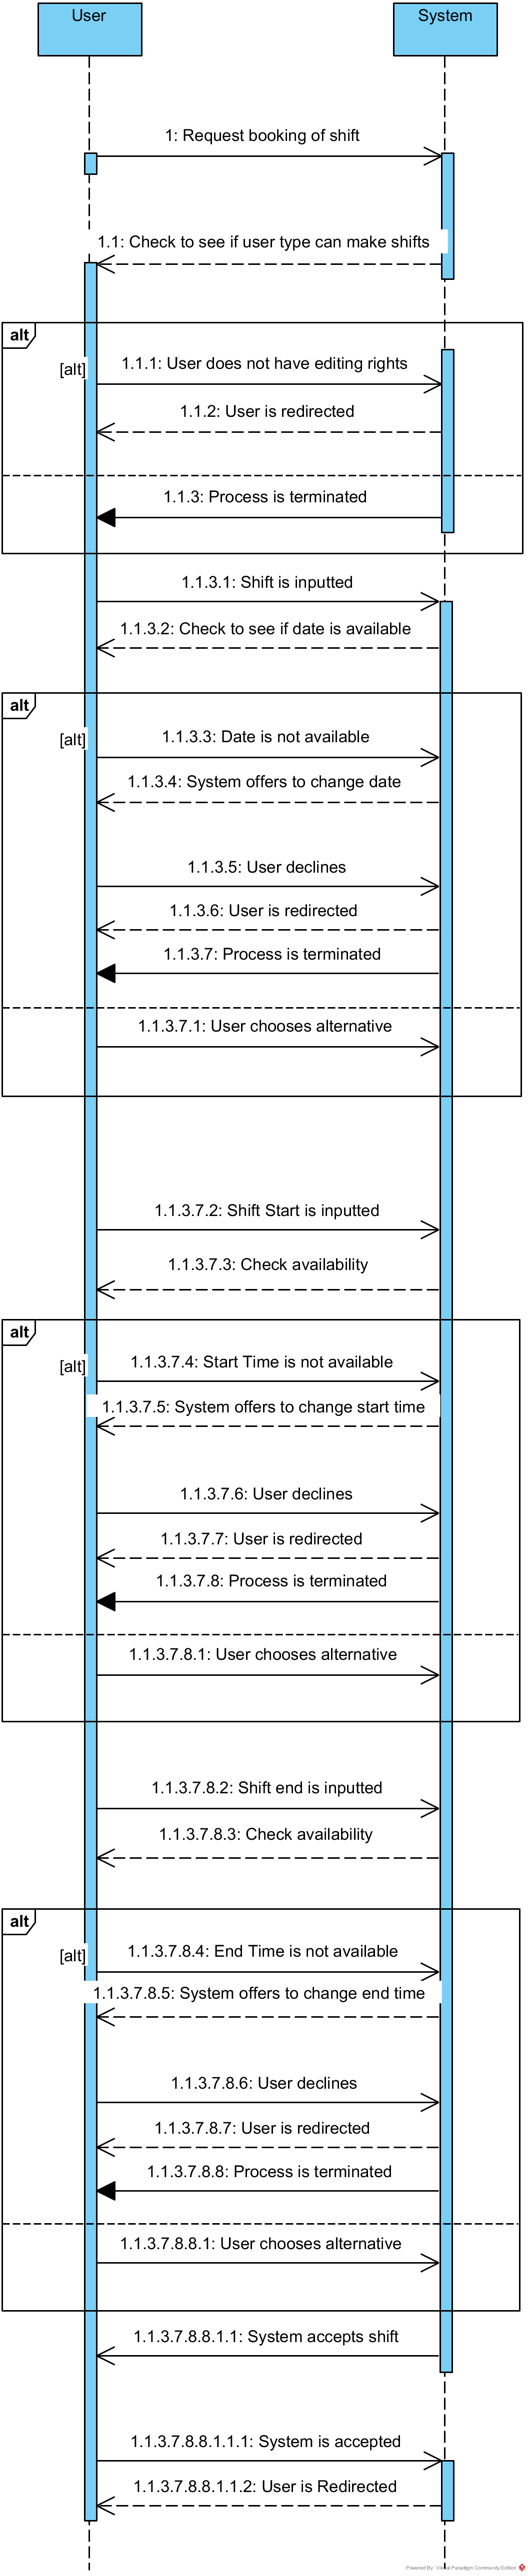 User
System
1: Request booking of shift
1.1: Check to see if user type can make shifts
alt
[alt]
1.1.1: User does not have editing rights
1.1.2: User is redirected
1.1.3: Process is terminated
1.1.3.1: Shift is inputted
1.1.3.2: Check to see if date is available
alt
[alt]
1.1.3.3: Date is not available
1.1.3.4: System offers to change date
1.1.3.5: User declines
1.1.3.6: User is redirected
1.1.3.7: Process is terminated
1.1.3.7.1: User chooses alternative
1.1.3.7.2: Shift Start is inputted
1.1.3.7.3: Check availability
alt
[alt]
1.1.3.7.4: Start Time is not available
1.1.3.7.5: System offers to change start time
1.1.3.7.6: User declines
1.1.3.7.7: User is redirected
1.1.3.7.8: Process is terminated
1.1.3.7.8.1: User chooses alternative
1.1.3.7.8.2: Shift end is inputted
1.1.3.7.8.3: Check availability
alt
[alt]
1.1.3.7.8.4: End Time is not available
1.1.3.7.8.5: System offers to change end time
1.1.3.7.8.6: User declines
1.1.3.7.8.7: User is redirected
1.1.3.7.8.8: Process is terminated
1.1.3.7.8.8.1: User chooses alternative
1.1.3.7.8.8.1.1: System accepts shift
1.1.3.7.8.8.1.1.1: System is accepted
1.1.3.7.8.8.1.1.2: User is Redirected
Powered By Visual Paradigm Community Edition